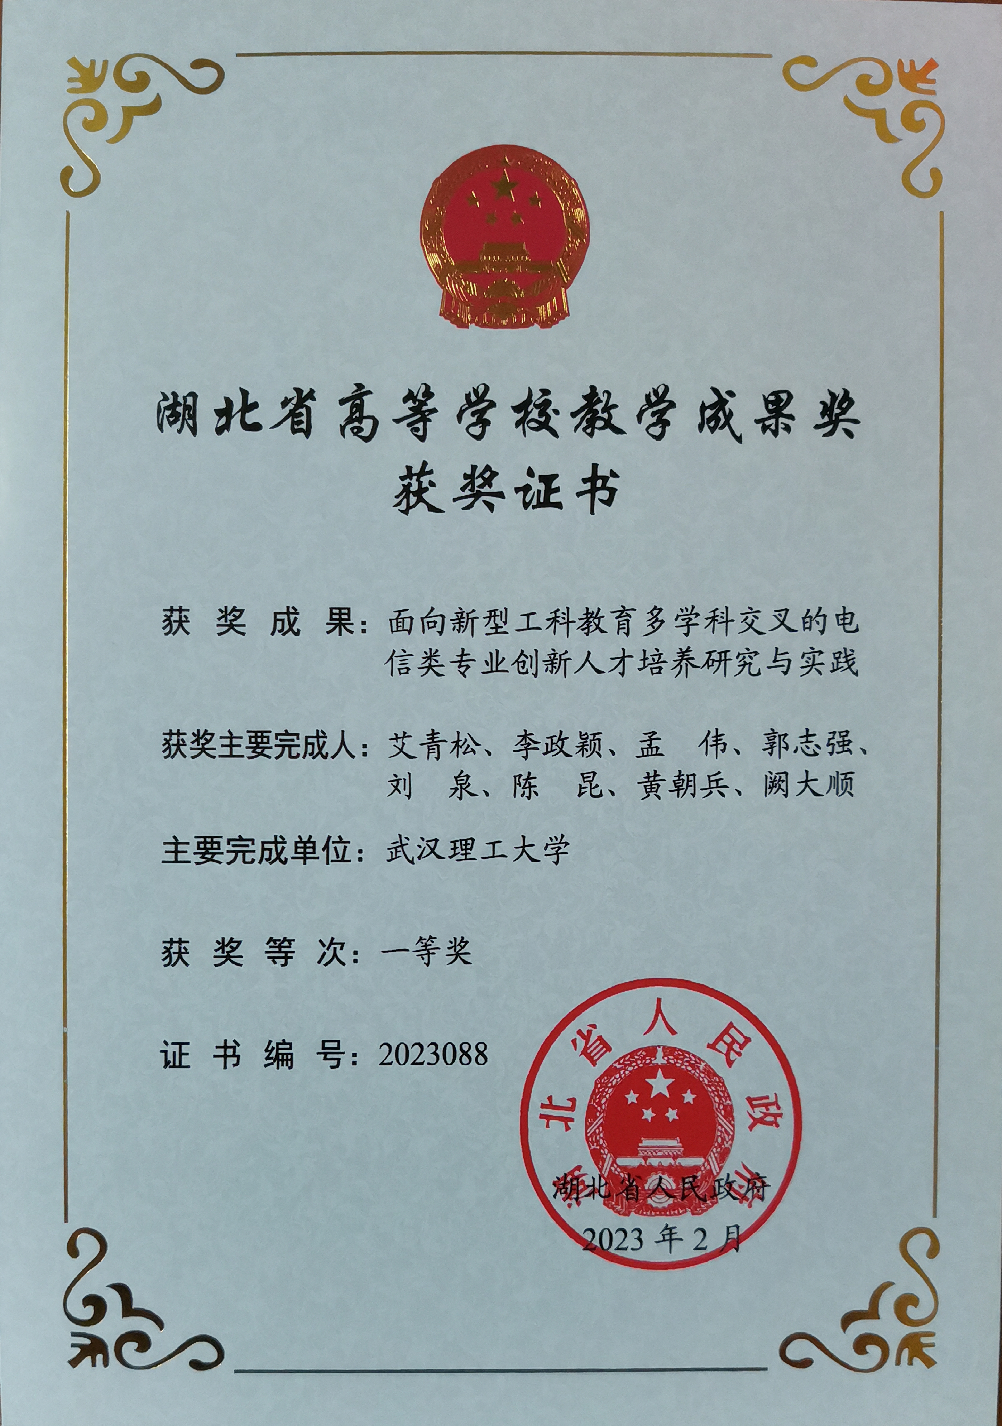 湖北省高等学校教学成果奖
获奖证书
获奖成果：面向新型工科教育多学科交叉的电
信类专业创新人才培养研究与实践
获奖主要完成人：艾青松、李政颖、孟　伟、郭志强、
刘　泉、陈　昆、黄朝兵、阙大顺
主要完成单位：武汉理工大学
获奖等次：一等奖
证书编号：2023088
湖北省人民政府
湖北省人民政府
2023 年 2 月